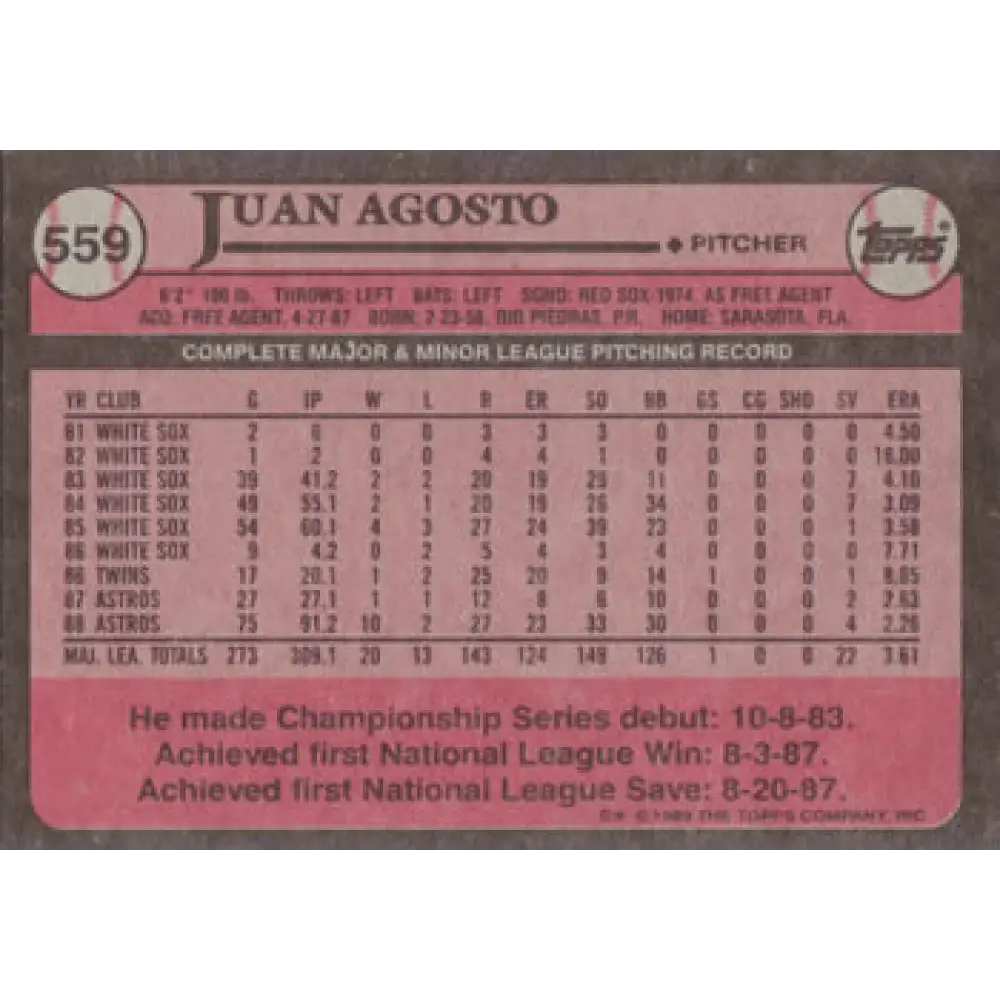 559
JUAN AGOSTO
PITCHER
TOPPS®
6'2" 190 lb. THROWS: LEFT BATS: LEFT SGND: RED SOX-1974, AS FREE AGENT
ACQ: FREE AGENT, 4-27-87 BORN: 2-23-58, RIO PIEDRAS, P.R. HOME: SARASOTA, FLA.
COMPLETE MAJOR & MINOR LEAGUE PITCHING RECORD
YR CLUB G IP W L R ER SO BB GS CG SHO SV ERA
81 WHITE SOX 2 6 0 0 3 3 3 0 0 0 0 0 4.50
82 WHITE SOX 1 2 0 0 4 4 1 0 0 0 0 0 18.00
83 WHITE SOX 39 41.2 2 2 20 19 29 11 0 0 0 7 4.10
84 WHITE SOX 49 55.1 2 1 20 19 26 34 0 0 0 7 3.09
85 WHITE SOX 54 60.1 4 3 27 24 39 23 0 0 0 1 3.58
86 WHITE SOX 9 4.2 0 2 5 4 3 4 0 0 0 0 7.71
86 TWINS 17 20.1 1 2 25 20 9 14 1 0 0 1 8.85
87 ASTROS 27 27.1 1 1 12 8 6 10 0 0 0 2 2.63
88 ASTROS 75 91.2 10 2 27 23 33 30 0 0 0 4 2.26
MAJ. LEA. TOTALS 273 309.1 20 13 143 124 149 126 1 0 0 22 3.61
He made Championship Series debut: 10-8-83.
Achieved first National League Win: 8-3-87.
Achieved first National League Save: 8-20-87.
© 1989 THE TOPPS COMPANY, INC